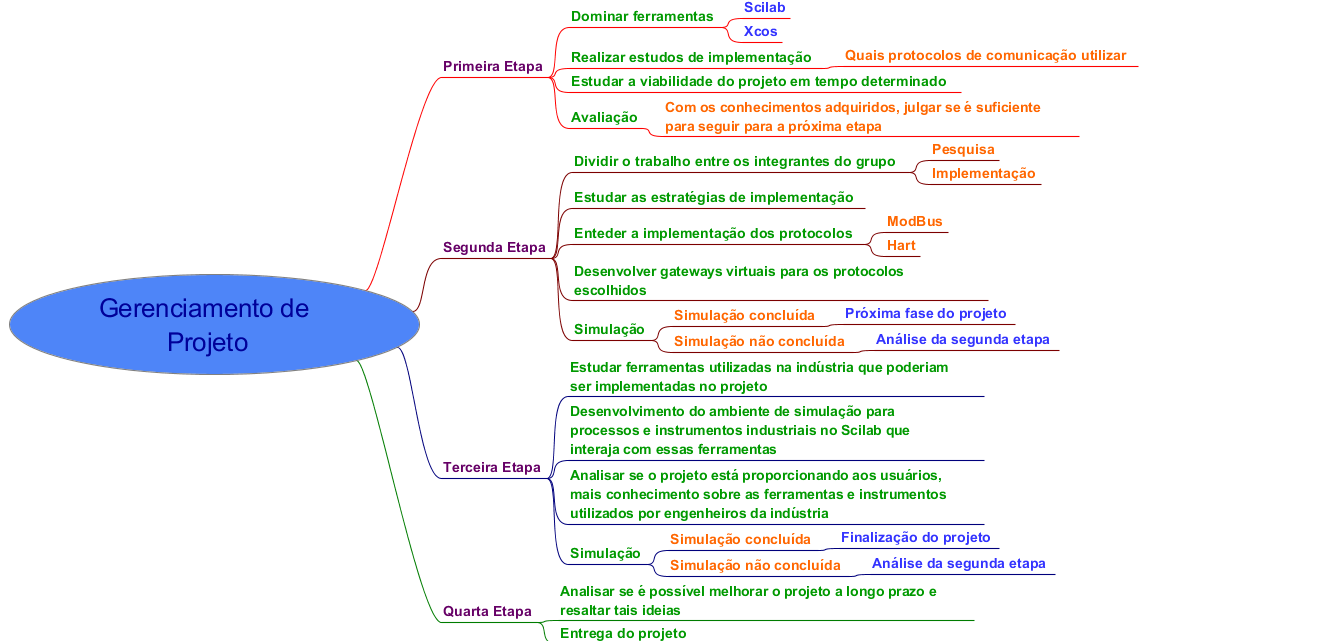 Gerenciamento de
Projeto
Primeira Etapa
Dominar ferramentas
Scilab
Xcos
Realizar estudos de implementação
Quais protocolos de comunicação utilizar
Estudar a viabilidade do projeto em tempo determinado
Avaliação
Com os conhecimentos adquiridos, julgar se è suficiente
para seguir para a próxima etapa
Segunda Etapa
Dividir o trabalho entre os integrantes do grupo
Pesquisa
Implementação
Estudar as estratégias de implementação
Enteder a implementação dos protocolos
ModBus
Hart
Desenvolver gateways virtuais para os protocolos
escolhidos
Simulação
Simulação concluída
Próxima fase do projeto
Simulação não concluída
Análise da segunda etapa
Terceira Etapa
Estudar ferramentas utilizadas na indústria que poderiam
ser implementadas no projeto
Desenvolvimento do ambiente de simulação para
processos e instrumentos industriais no Scilab que
interaja com essas ferramentas
Analisar se o projeto está proporcionando aos usuários,
mais conhecimento sobre as ferramentas e instrumentos
utilizados por engenheiros da indústria
Simulação
Simulação concluída
Finalização do projeto
Simulação não concluída
Análise da segunda etapa
Quarta Etapa
Analisar se é possível melhorar o projeto a longo prazo e
resaltar tais ideias
Entrega do projeto